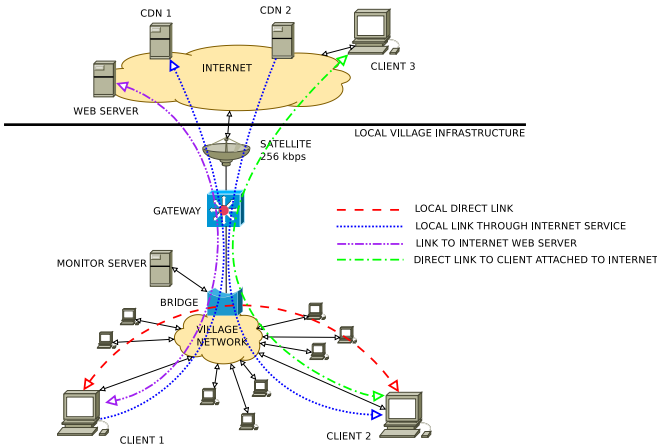 CDN 1
CDN 2
INTERNET
CLIENT 3
WEB SERVER
LOCAL VILLAGE INFRASTRUCTURE
SATELLITE
256 kbps
GATEWAY
LOCAL DIRECT LINK
LOCAL LINK THROUGH INTERNET SERVICE
LINK TO INTERNET WEB SERVER
DIRECT LINK TO CLIENT ATTACHED TO INTERNET
MONITOR SERVER
BRIDGE
VILLAGE
NETWORK
CLIENT 1
CLIENT 2